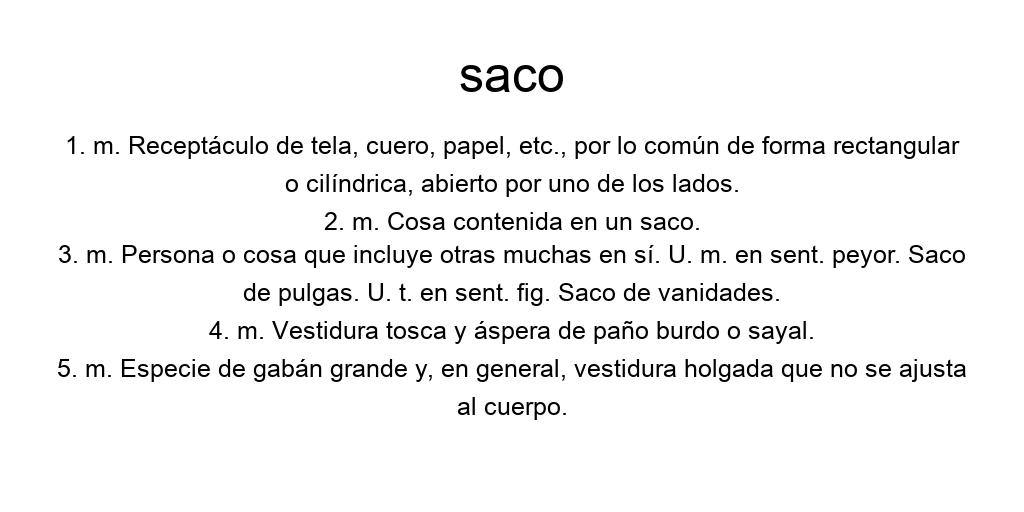 saco
1. m. Receptáculo de tela, cuero, papel, etc., por lo común de forma rectangular
o cilíndrica, abierto por uno de los lados.
2. m. Cosa contenida en un saco.
3. m. Persona o cosa que incluye otras muchas en sí. U. m. en sent. peyor. Saco
de pulgas. U. t. en sent. fig. Saco de vanidades.
4. m. Vestidura tosca y áspera de paño burdo o sayal.
5. m. Especie de gabán grande y, en general, vestidura holgada que no se ajusta
al cuerpo.